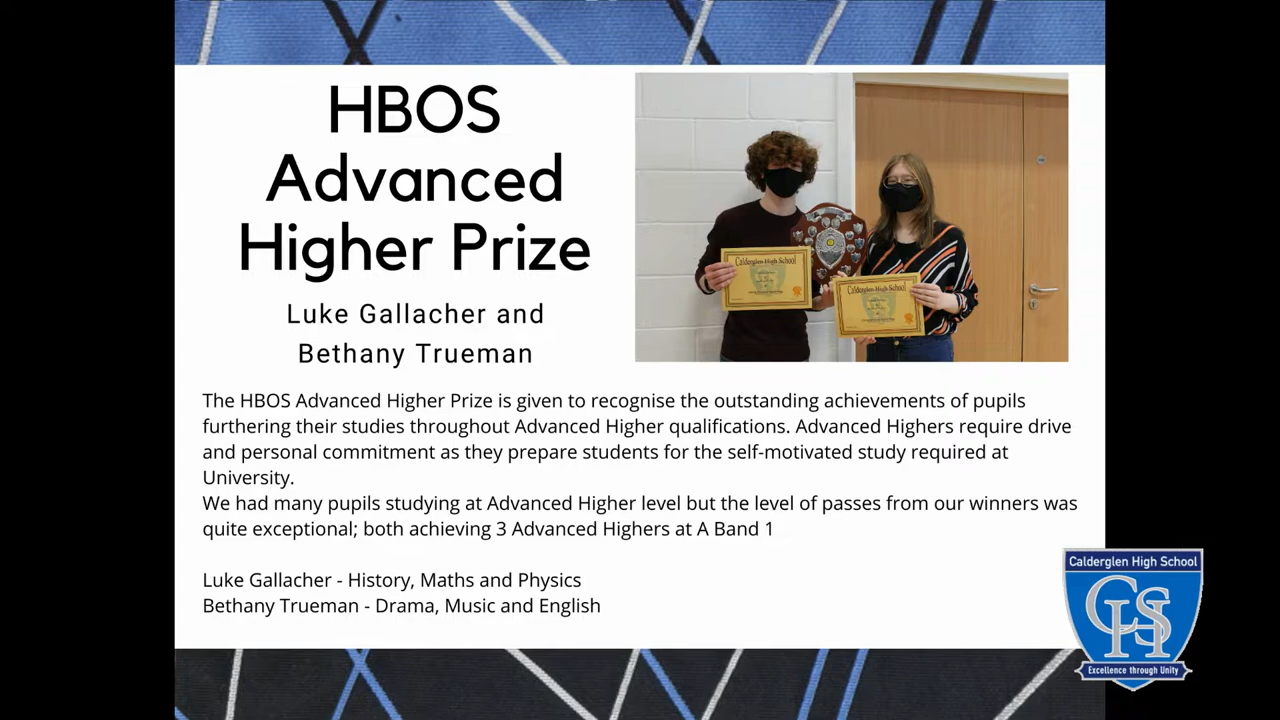 HBOS
Advanced
Higher Prize
Luke Gallacher and
Bethany Trueman
Calderglen High School
Calderglen High School
The HBOS Advanced Higher Prize is given to recognise the outstanding achievements of pupils
furthering their studies throughout Advanced Higher qualifications. Advanced Highers require drive
and personal commitment as they prepare students for the self-motivated study required at
University.
We had many pupils studying at Advanced Higher level but the level of passes from our winners was
quite exceptional; both achieving 3 Advanced Highers at A Band 1
Luke Gallacher - History, Maths and Physics
Bethany Trueman - Drama, Music and English
Calderglen High School
CHS
Excellence through Unity